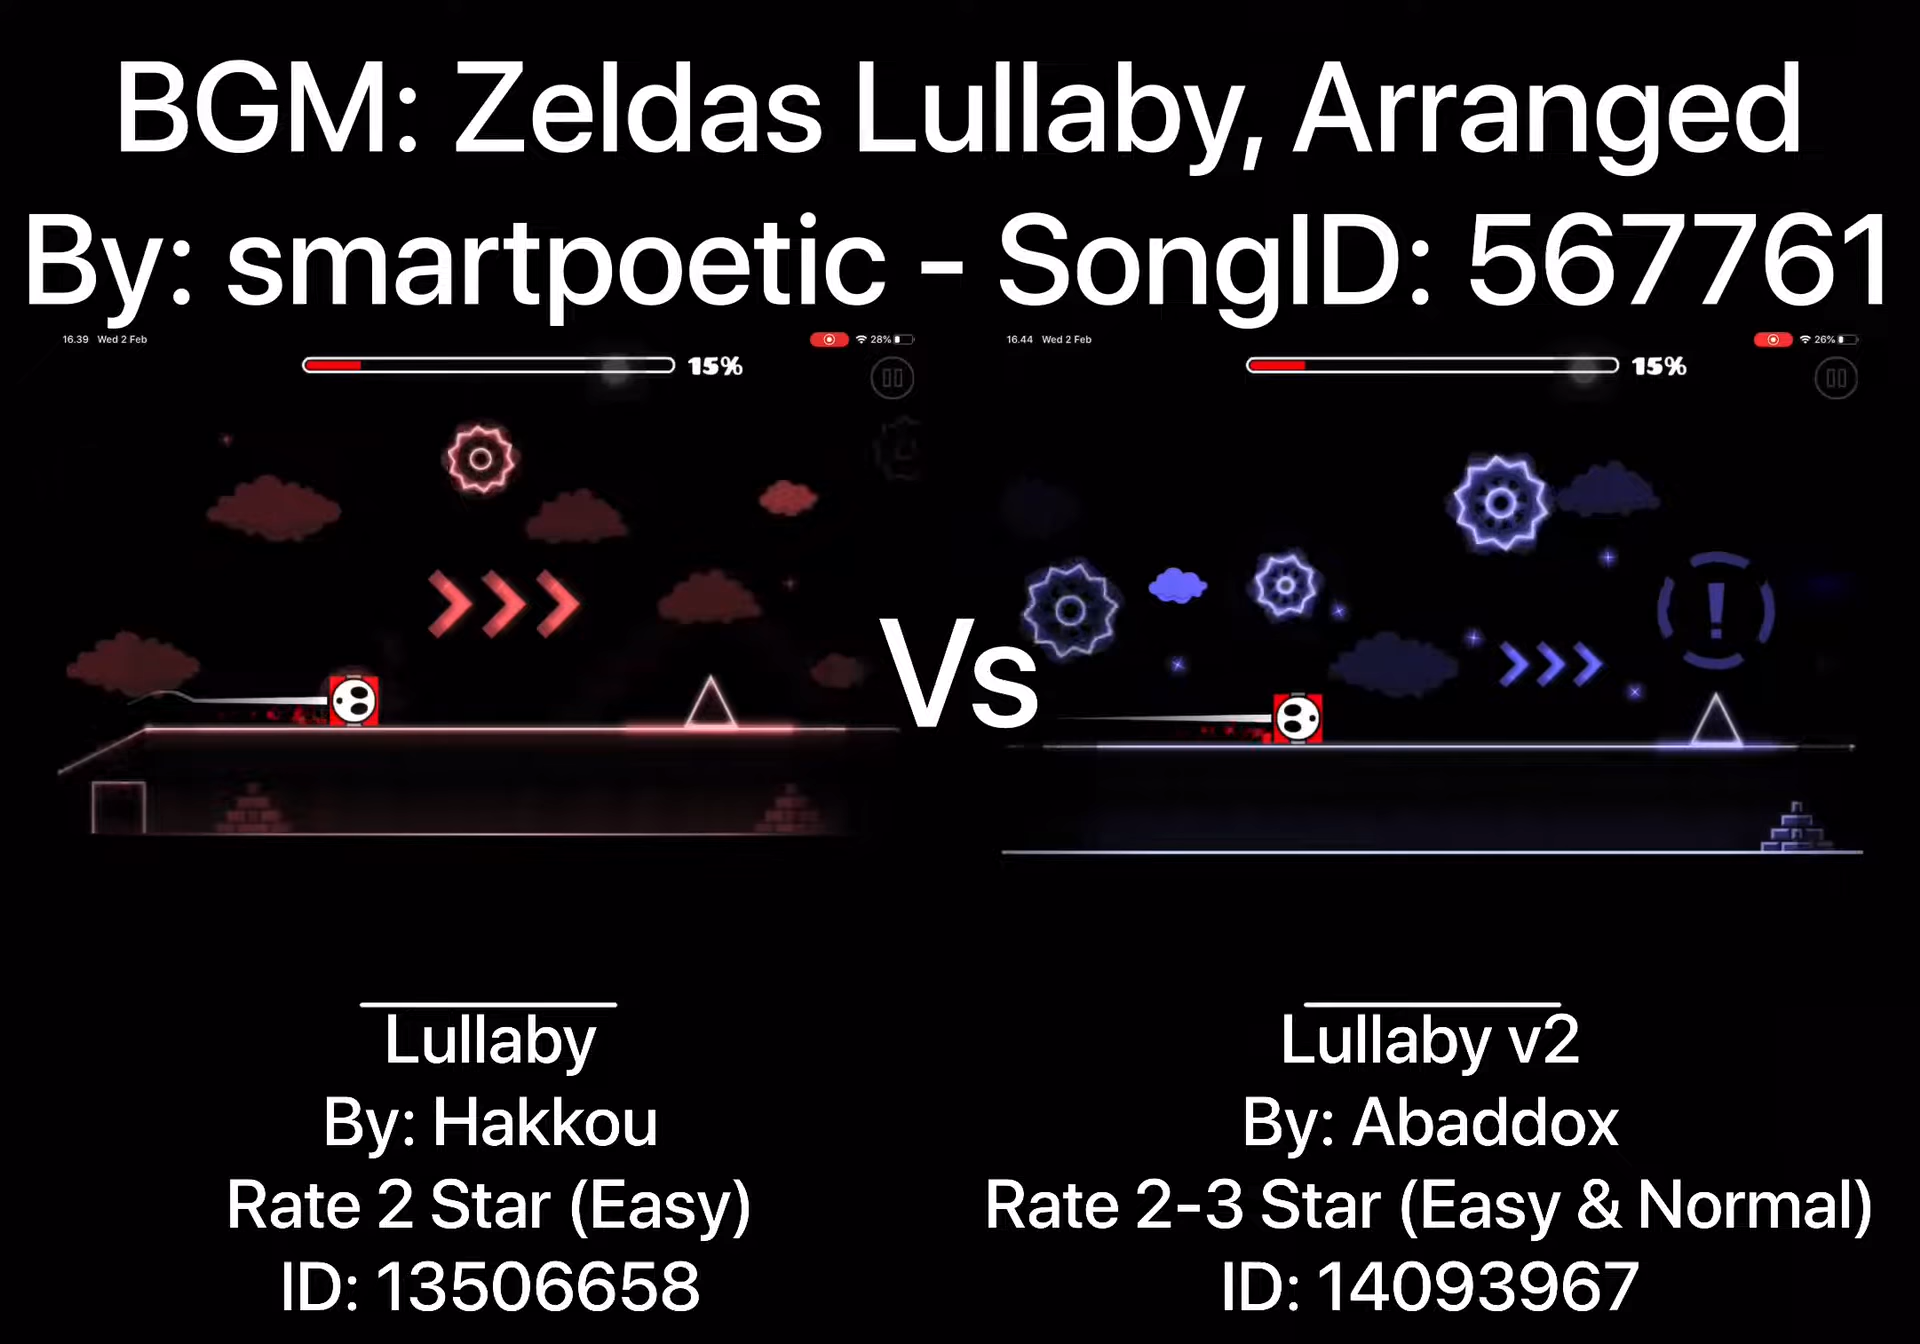 BGM: Zeldas Lullaby, Arranged
By: smartpoetic - SongID: 567761
16.39 Wed 2 Feb
28%
15%
16.44 Wed 2 Feb
26%
15%
!
Vs
Lullaby
By: Hakkou
Rate 2 Star (Easy)
ID: 13506658
Lullaby v2
By: Abaddox
Rate 2-3 Star (Easy & Normal)
ID: 14093967